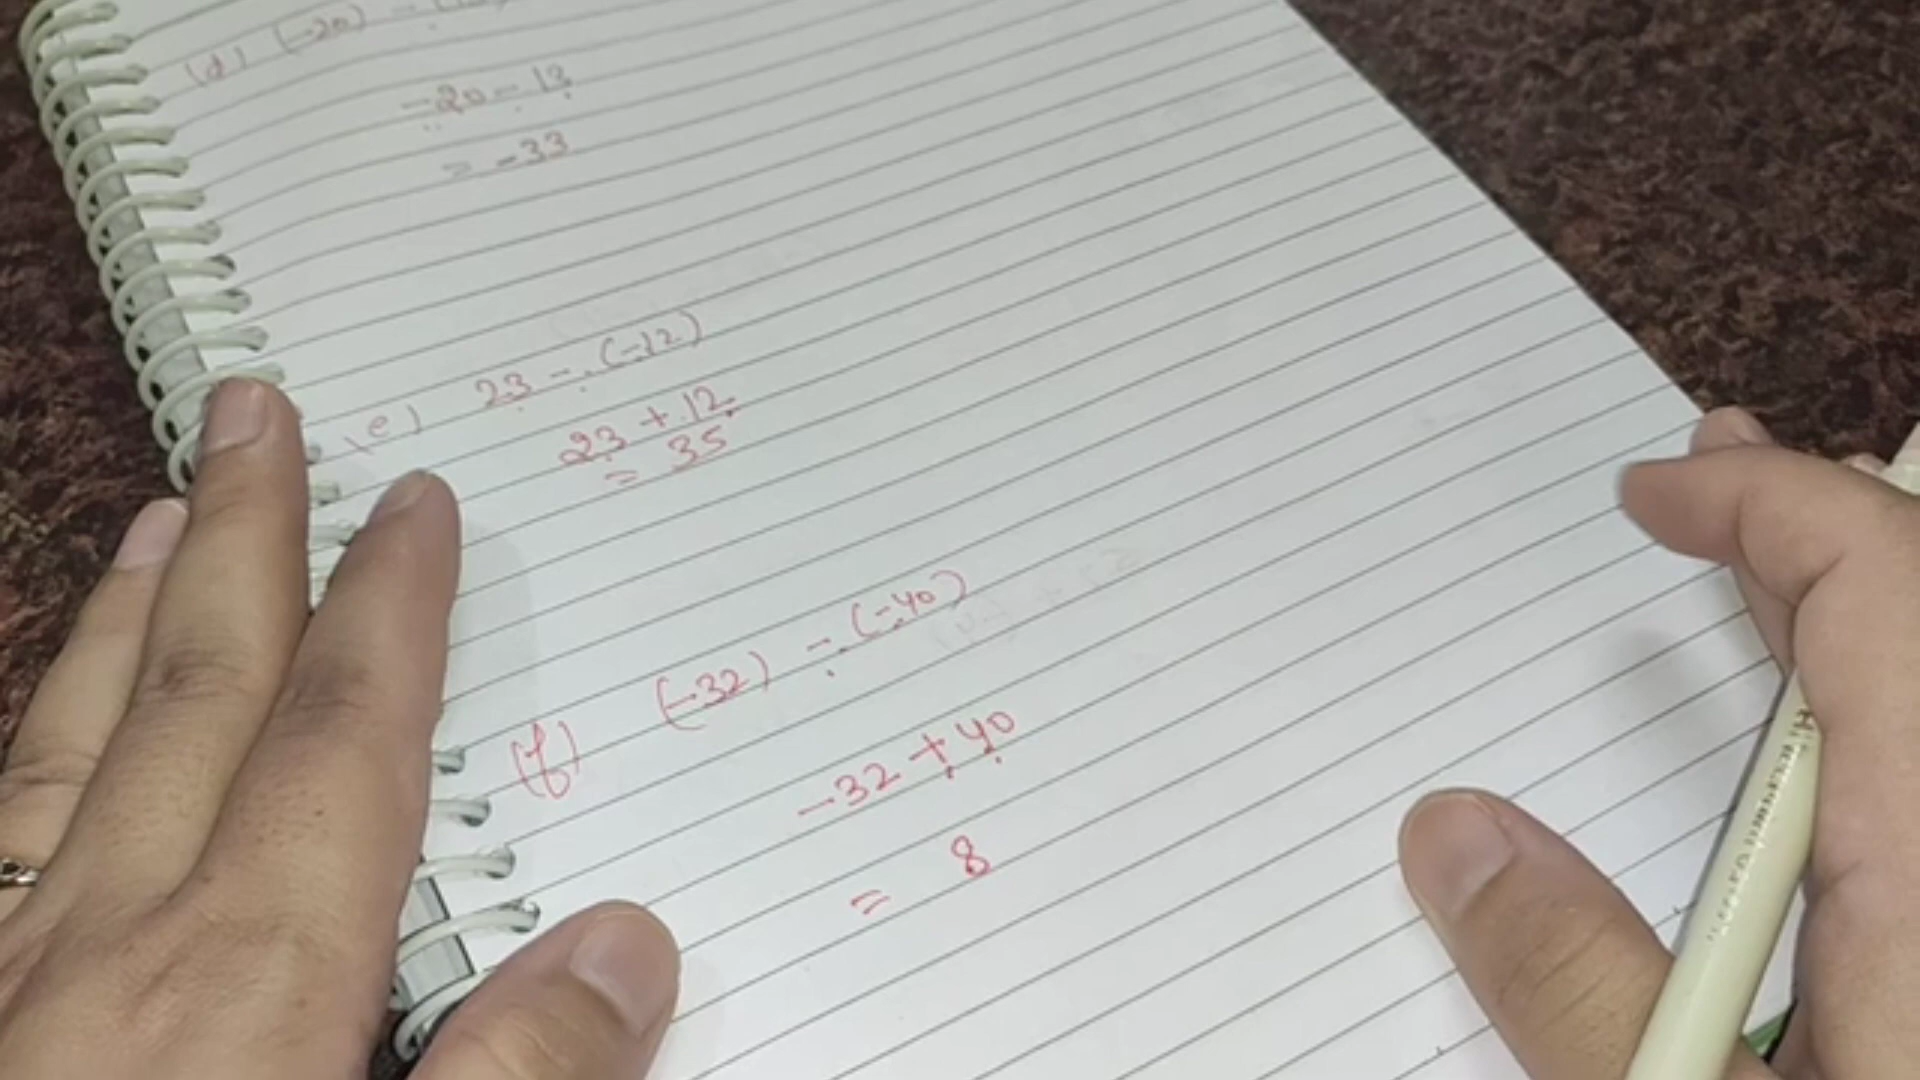 (d) (-20) -
-20 - 13
= -33
(e) 23 - (-12)
23 + 12
= 35
(f) (-32) - (-40)
-32 + 40
= 8